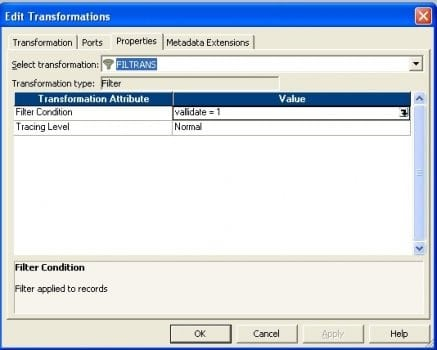 Edit Transformations
Transformation Ports Properties Metadata Extensions
Select transformation: FILTRANS
Transformation type: Filter
Transformation Attribute Value
Filter Condition vallidate = 1
Tracing Level Normal
Filter Condition
Filter applied to records
OK Cancel Apply Help